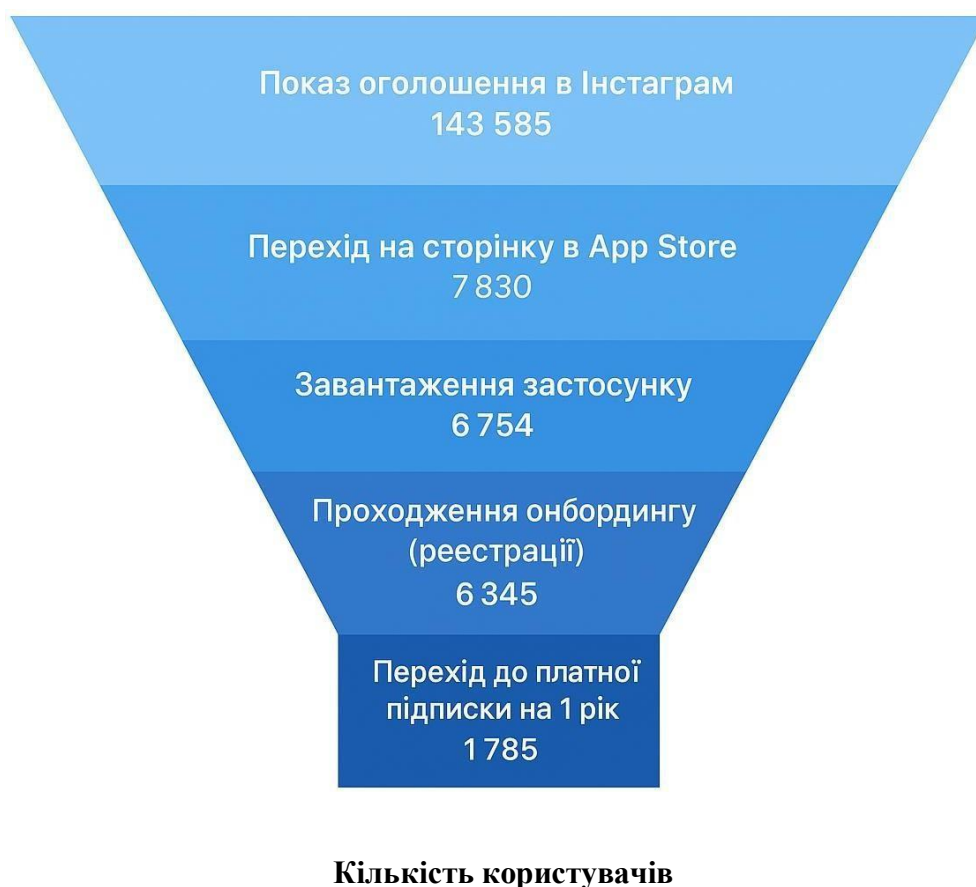 Показ оголошення в Інстаграм
143 585
Перехід на сторінку в App Store
7 830
Завантаження застосунку
6 754
Проходження онбордингу
(реестрації)
6 345
Перехід до платної
підписки на 1 рік
1 785
Кількість користувачів